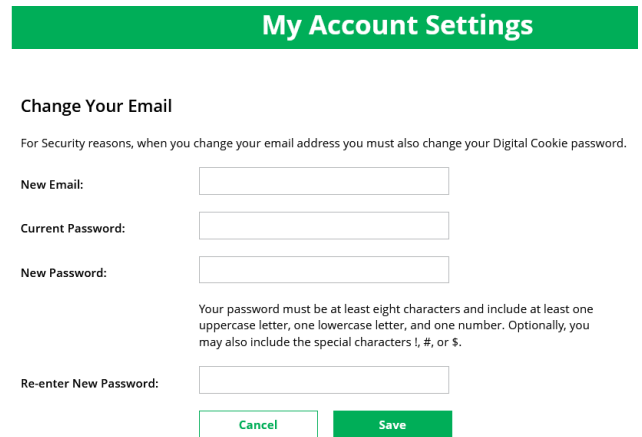 My Account Settings
Change Your Email
For Security reasons, when you change your email address you must also change your Digital Cookie password.
New Email:
Current Password:
New Password:
Your password must be at least eight characters and include at least one
uppercase letter, one lowercase letter, and one number. Optionally, you
may also include the special characters !, #, or $.
Re-enter New Password:
Cancel Save